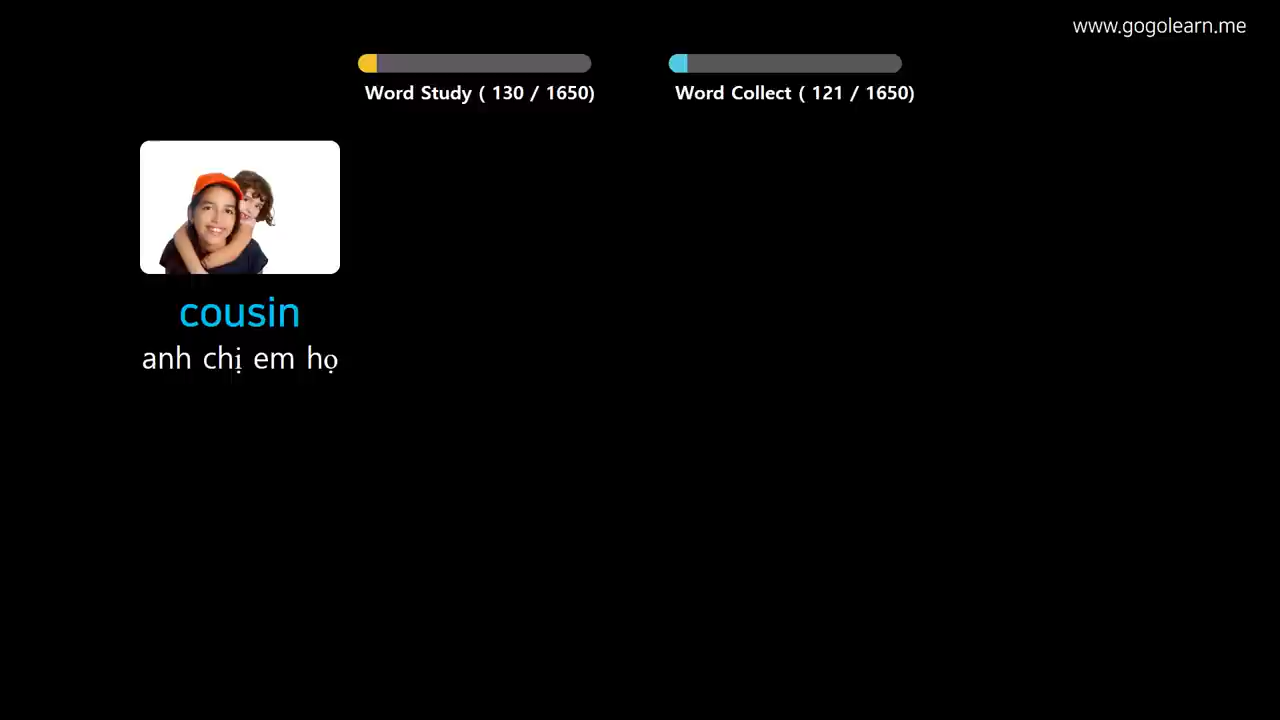 www.gogolearn.me
Word Study ( 130 / 1650)
Word Collect ( 121 / 1650)
cousin
anh chị em họ